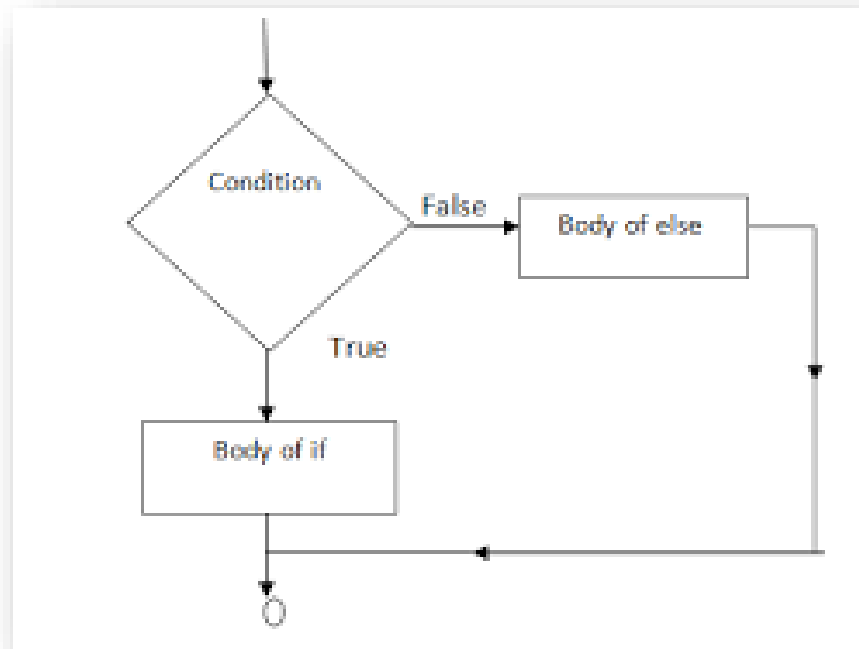 Condition
False
Body of else
True
Body of if